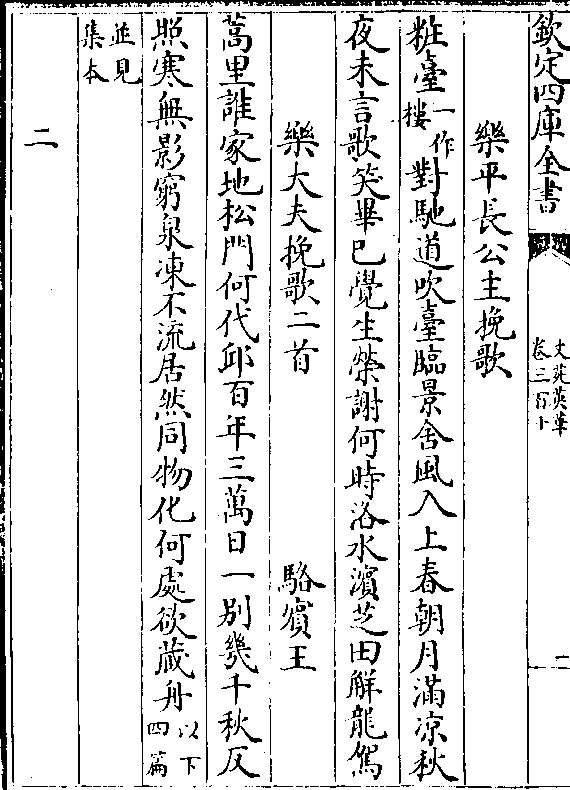 欽定四庫全書
文苑英華
卷三百十
二
樂平長公主挽歌
粧臺一作樓對馳道吹臺臨景舍風入上春朝月滿凉秋
夜未言歌笑畢已覺生榮謝何時洛水濱芝田解龍駕
樂大夫挽歌二首 駱賔王
蒿里誰家地松門何代邱百年三萬日一别幾千秋反
照寒無影窮泉凍不流居然同物化何處欲藏舟以下四篇
並見集本
二